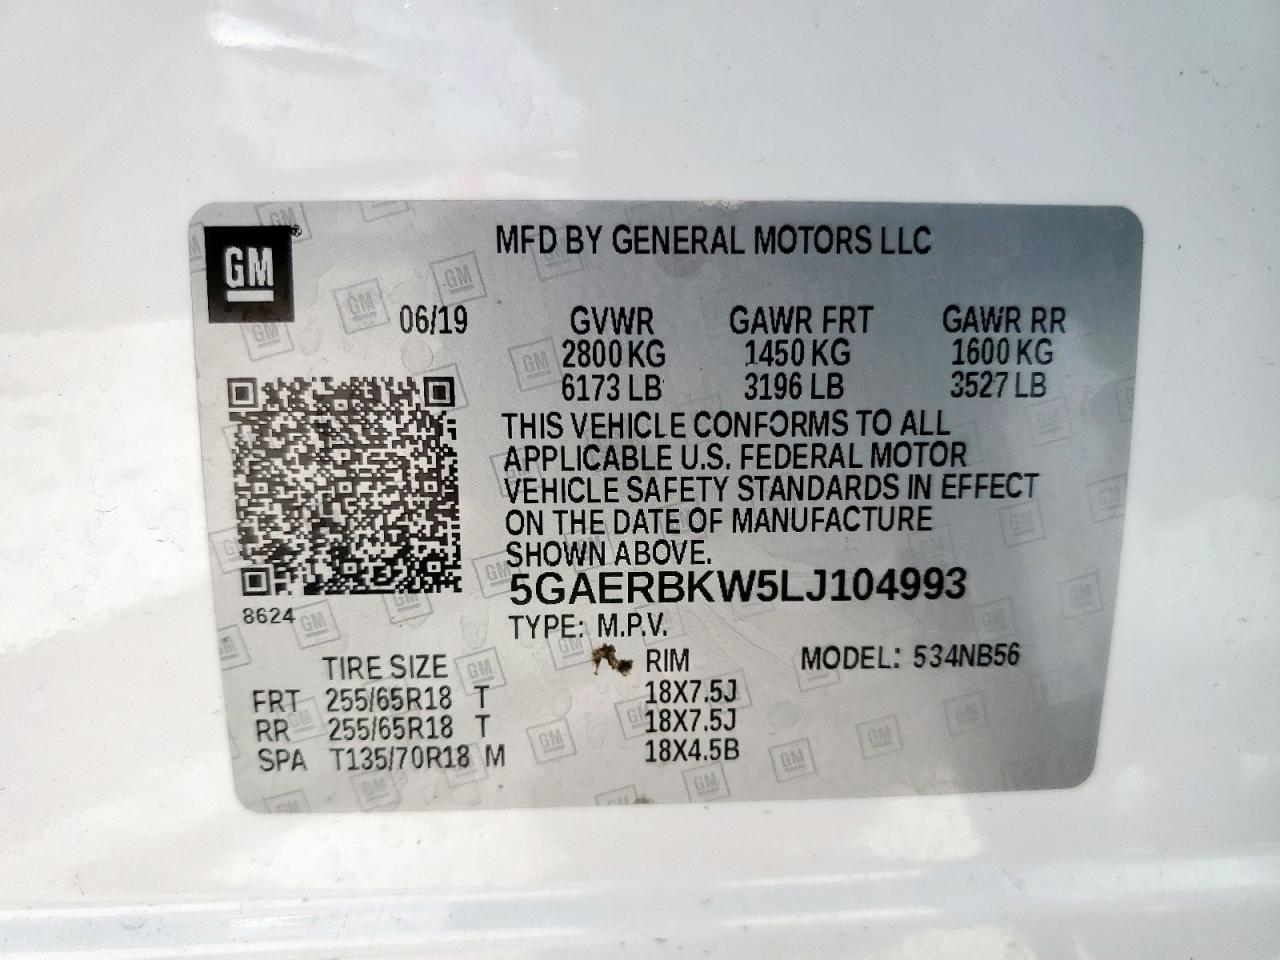 GM
MFD BY GENERAL MOTORS LLC
06/19 GVWR GAWR FRT GAWR RR
2800 KG 1450 KG 1600 KG
6173 LB 3196 LB 3527 LB
THIS VEHICLE CONFORMS TO ALL
APPLICABLE U.S. FEDERAL MOTOR
VEHICLE SAFETY STANDARDS IN EFFECT
ON THE DATE OF MANUFACTURE
SHOWN ABOVE.
5GAERBKW5LJ104993
8624
TYPE: M.P.V.
TIRE SIZE RIM MODEL: 534NB56
FRT 255/65R18 T 18X7.5J
RR 255/65R18 T 18X7.5J
SPA T135/70R18 M 18X4.5B